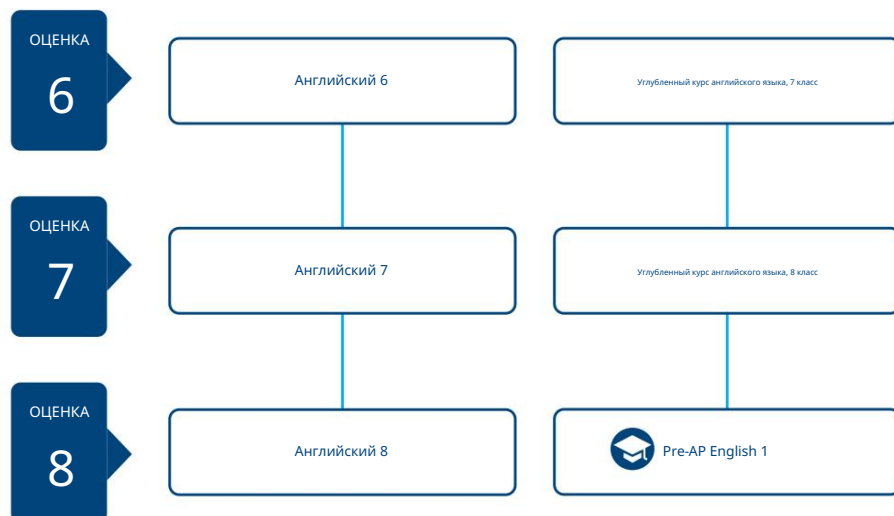 ОЦЕНКА
6
Английский 6
Углубленный курс английского языка, 7 класс
ОЦЕНКА
7
Английский 7
Углубленный курс английского языка, 8 класс
ОЦЕНКА
8
Английский 8
Pre-AP English 1